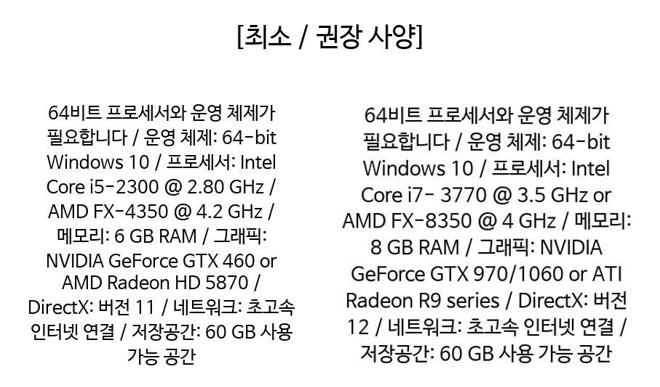 [최소 / 권장 사양]
64비트 프로세서와 운영 체제가
필요합니다 / 운영 체제: 64-bit
Windows 10 / 프로세서: Intel
Core i5-2300 @ 2.80 GHz /
AMD FX-4350 @ 4.2 GHz /
메모리: 6 GB RAM / 그래픽:
NVIDIA GeForce GTX 460 or
AMD Radeon HD 5870 /
DirectX: 버전 11 / 네트워크: 초고속
인터넷 연결 / 저장공간: 60 GB 사용
가능 공간
64비트 프로세서와 운영 체제가
필요합니다 / 운영 체제: 64-bit
Windows 10 / 프로세서: Intel
Core i7- 3770 @ 3.5 GHz or
AMD FX-8350 @ 4 GHz / 메모리:
8 GB RAM / 그래픽: NVIDIA
GeForce GTX 970/1060 or ATI
Radeon R9 series / DirectX: 버전
12 / 네트워크: 초고속 인터넷 연결 /
저장공간: 60 GB 사용 가능 공간